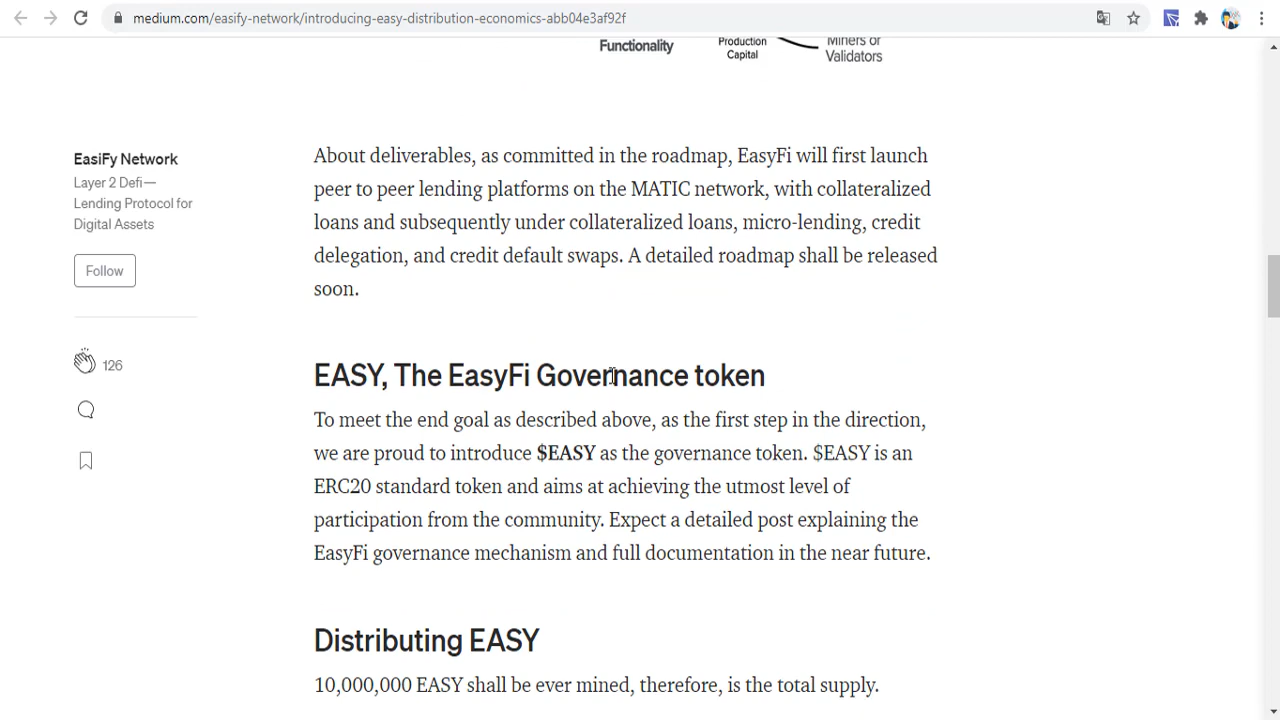 medium.com/easify-network/introducing-easy-distribution-economics-abb04e3af92f
Functionality
Production
Capital
Miners or
Validators
EasiFy Network
Layer 2 Defi—
Lending Protocol for
Digital Assets
Follow
126
About deliverables, as committed in the roadmap, EasyFi will first launch
peer to peer lending platforms on the MATIC network, with collateralized
loans and subsequently under collateralized loans, micro-lending, credit
delegation, and credit default swaps. A detailed roadmap shall be released
soon.
EASY, The EasyFi Governance token
To meet the end goal as described above, as the first step in the direction,
we are proud to introduce $EASY as the governance token. $EASY is an
ERC20 standard token and aims at achieving the utmost level of
participation from the community. Expect a detailed post explaining the
EasyFi governance mechanism and full documentation in the near future.
Distributing EASY
10,000,000 EASY shall be ever mined, therefore, is the total supply.